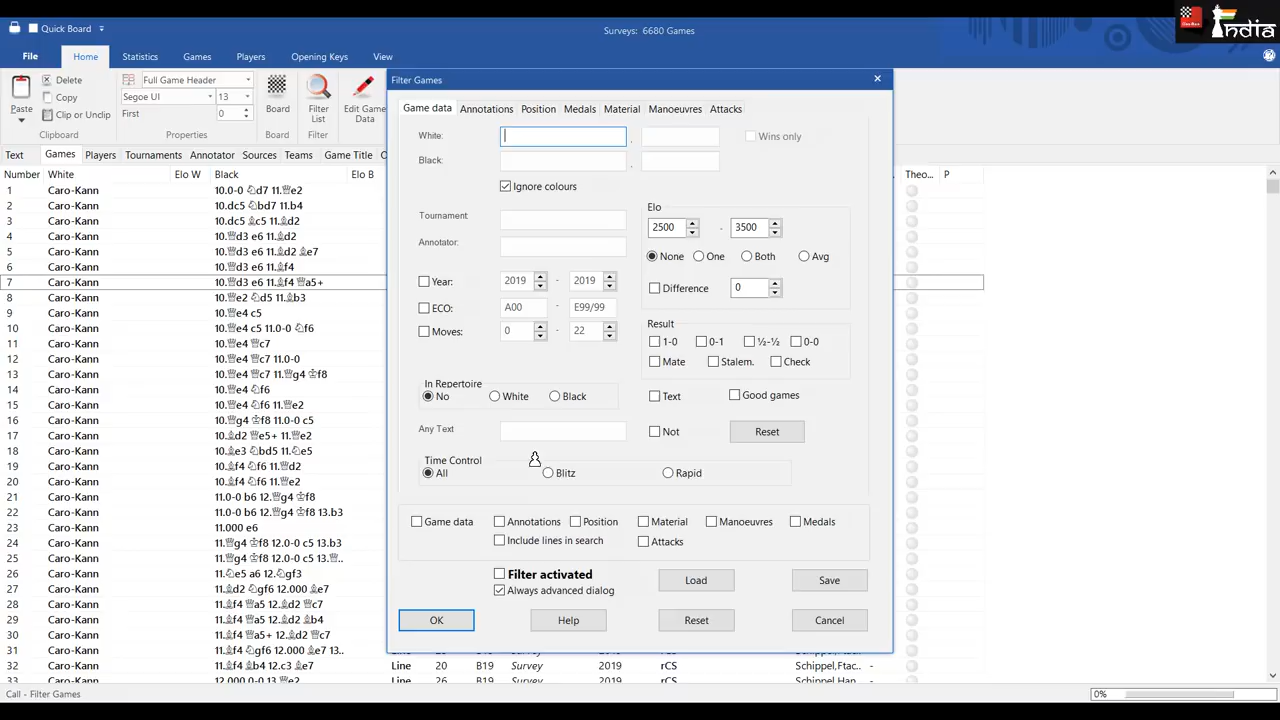 Quick Board
Surveys: 6680 Games
India
File Home Statistics Games Players Opening Keys View
Paste
Delete
Copy
Clip or Unclip
Clipboard
Full Game Header
Segoe UI 13
First 0
Properties
Board
Board
Filter List
Filter
Edit Game Data
Text Games Players Tournaments Annotator Sources Teams Game Title
Number White Elo W Black Elo B Theo... P
1 Caro-Kann 10.0-0 ♘d7 11.♕e2
2 Caro-Kann 10.dc5 ♘bd7 11.b4
3 Caro-Kann 10.dc5 ♗c5 11.♗d2
4 Caro-Kann 10.♕d3 e6 11.♗d2
5 Caro-Kann 10.♕d3 e6 11.♗d2 ♗e7
6 Caro-Kann 10.♕d3 e6 11.♗f4
7 Caro-Kann 10.♕d3 e6 11.♗f4 ♕a5+
8 Caro-Kann 10.♕e2 ♘d5 11.♗b3
9 Caro-Kann 10.♕e4 c5
10 Caro-Kann 10.♕e4 c5 11.0-0 ♘f6
11 Caro-Kann 10.♕e4 ♕c7
12 Caro-Kann 10.♕e4 ♕c7 11.0-0
13 Caro-Kann 10.♕e4 ♕c7 11.♕g4 ♔f8
14 Caro-Kann 10.♕e4 ♘f6
15 Caro-Kann 10.♕e4 ♘f6 11.♕e2
16 Caro-Kann 10.♕g4 ♔f8 11.0-0 c5
17 Caro-Kann 10.♗d2 ♕e5+ 11.♕e2
18 Caro-Kann 10.♗e3 ♘bd5 11.♘e5
19 Caro-Kann 10.♗f4 ♘f6 11.♕d2
20 Caro-Kann 10.♗f4 ♘f6 11.♕e2
21 Caro-Kann 11.0-0 b6 12.♕g4 ♔f8
22 Caro-Kann 11.0-0 b6 12.♕g4 ♔f8 13.b3
23 Caro-Kann 11.000 e6
24 Caro-Kann 11.♕g4 ♔f8 12.0-0 c5 13.b3
25 Caro-Kann 11.♕g4 ♔f8 12.0-0 c5 13.♕..
26 Caro-Kann 11.♘e5 a6 12.♘gf3
27 Caro-Kann 11.♗d2 ♘gf6 12.000 ♗e7
28 Caro-Kann 11.♗f4 ♕a5 12.♗d2 ♕c7
29 Caro-Kann 11.♗f4 ♕a5 12.♗d2 ♗b4
30 Caro-Kann 11.♗f4 ♕a5+ 12.♗d2 ♕c7
31 Caro-Kann 11.♗f4 ♘gf6 12.000 ♗e7 13..
32 Caro-Kann 11.♗f4 ♗b4 12.c3 ♗e7 Line 20 B19 Survey 2019 rCS Schippel,Ftac...
33 Caro-Kann 12.000 0-0 13.♕e2 Line 26 B19 Survey 2019 rCS Schippel,Han...
Filter Games
Game data Annotations Position Medals Material Manoeuvres Attacks
White: , Wins only
Black: .
Ignore colours
Tournament
Annotator:
Year: 2019 - 2019
ECO: A00 - E99/99
Moves: 0 - 22
Elo
2500 - 3500
None One Both Avg
Difference 0
Result
1-0 0-1 ½-½ 0-0
Mate Stalem. Check
In Repertoire
No White Black
Text Good games
Any Text
Not Reset
Time Control
All Blitz Rapid
Game data Annotations Position Material Manoeuvres Medals
Include lines in search Attacks
Filter activated
Always advanced dialog
Load Save
OK Help Reset Cancel
Call - Filter Games
0%